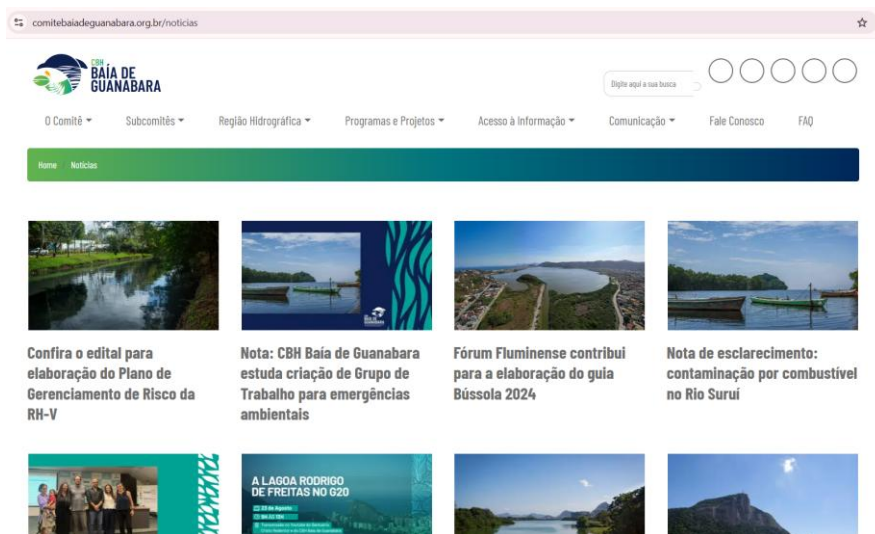 comitebaiadeguanabara.org.br/noticias
CBH
BAÍA DE
GUANABARA
Digite aqui a sua busca
O Comitê Subcomitês Região Hidrográfica Programas e Projetos Acesso à Informação Comunicação Fale Conosco FAQ
Home Notícias
Confira o edital para
elaboração do Plano de
Gerenciamento de Risco da
RH-V
Nota: CBH Baía de Guanabara
estuda criação de Grupo de
Trabalho para emergências
ambientais
Fórum Fluminense contribui
para a elaboração do guia
Bússola 2024
Nota de esclarecimento:
contaminação por combustível
no Rio Suruí
A LAGOA RODRIGO
DE FREITAS NO G20
22 de Agosto